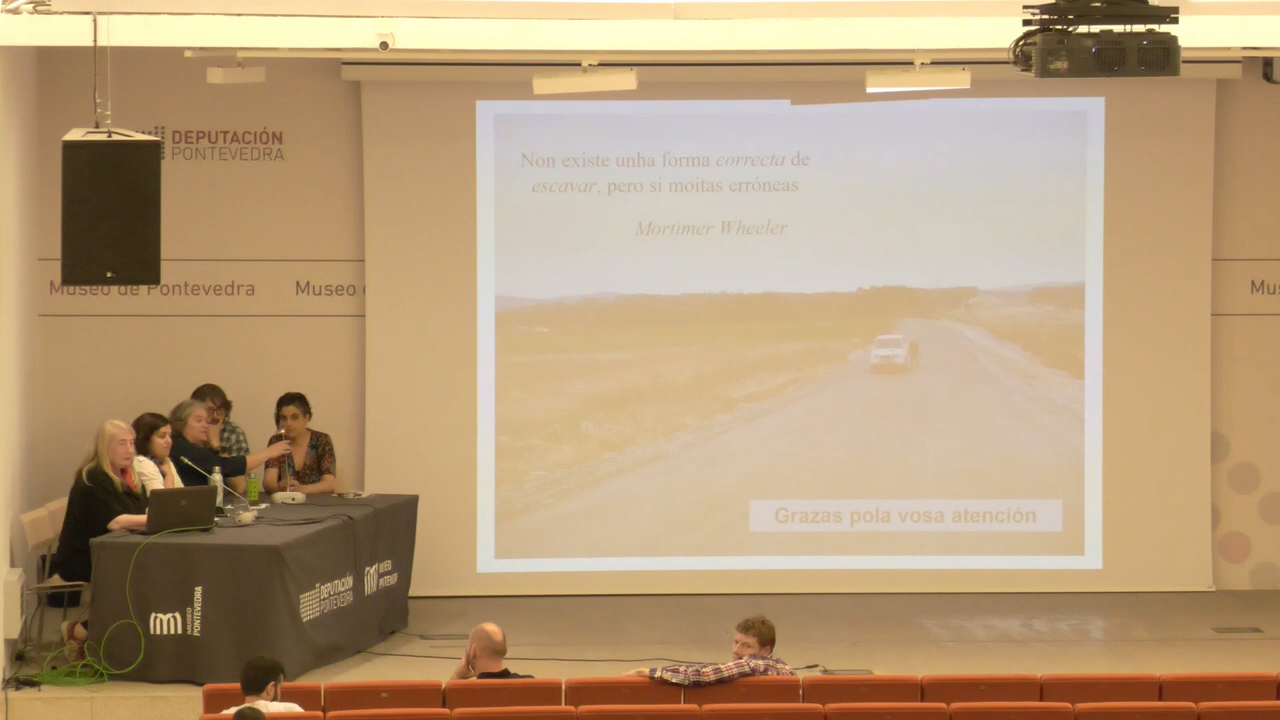 DEPUTACIÓN
PONTEVEDRA
Museo de Pontevedra
Museo
Mus
Non existe unha forma correcta de
escavar, pero si moitas erróneas
Mortimer Wheeler
Grazas pola vosa atención
MUSEO
PONTEVEDRA
DEPUTACIÓN
PONTEVEDRA